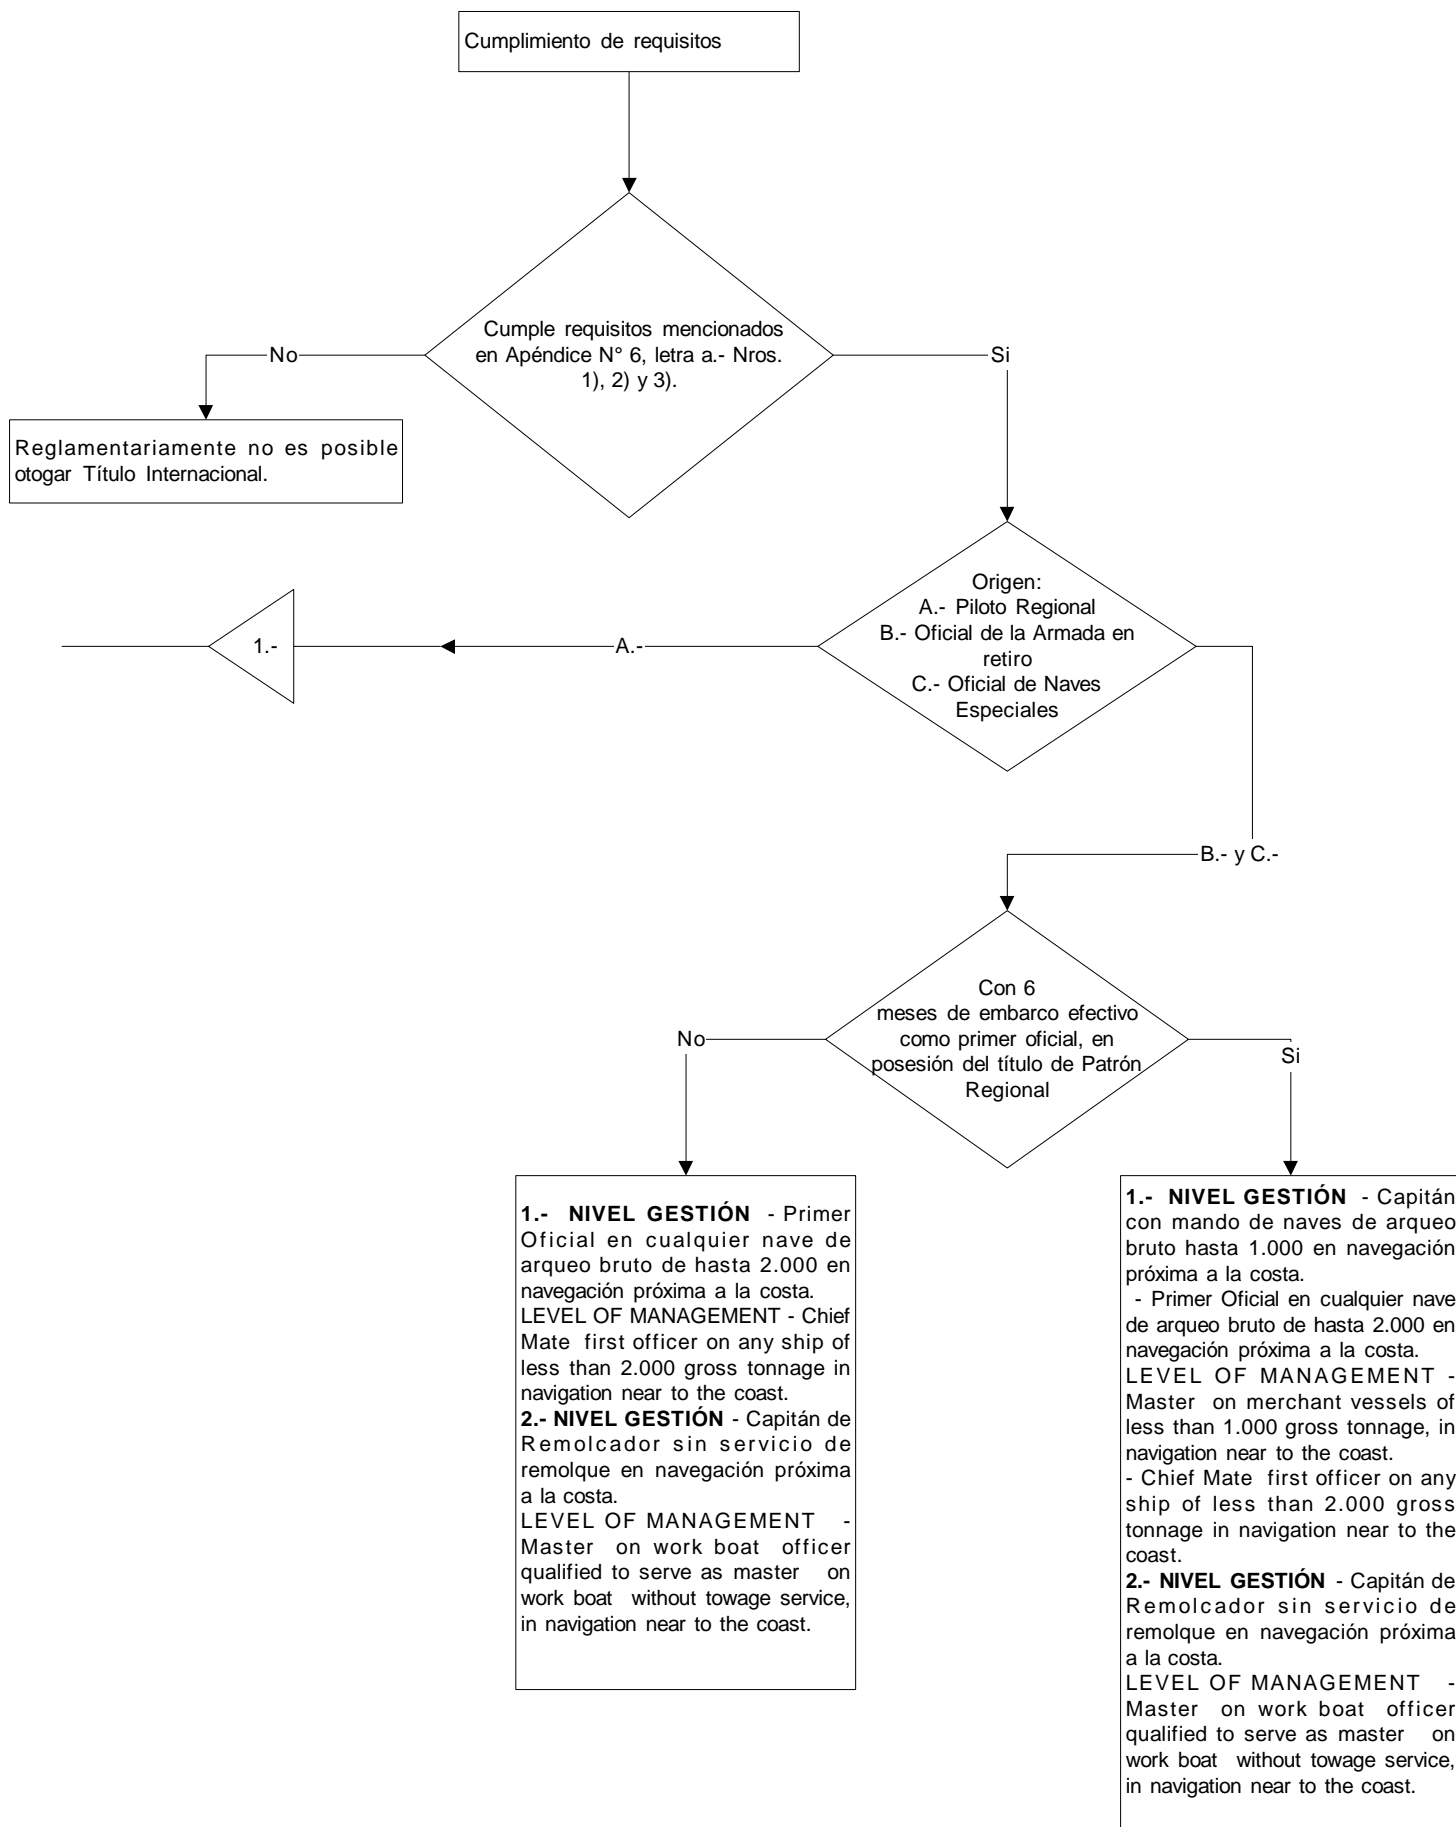 Cumplimiento de requisitos
Cumple requisitos mencionados
en Apéndice N° 6, letra a.- Nros.
1), 2) y 3).
No
Si
Reglamentariamente no es posible
otogar Título Internacional.
Origen:
A.- Piloto Regional
B.- Oficial de la Armada en
retiro
C.- Oficial de Naves
Especiales
1.-
A.-
B.- y C.-
Con 6
meses de embarco efectivo
como primer oficial, en
posesión del título de Patrón
Regional
No
Si
1.- NIVEL GESTIÓN - Primer
Oficial en cualquier nave de
arqueo bruto de hasta 2.000 en
navegación próxima a la costa.
LEVEL OF MANAGEMENT - Chief
Mate first officer on any ship of
less than 2.000 gross tonnage in
navigation near to the coast.
2.- NIVEL GESTIÓN - Capitán de
Remolcador sin servicio de
remolque en navegación próxima
a la costa.
LEVEL OF MANAGEMENT -
Master on work boat officer
qualified to serve as master on
work boat without towage service,
in navigation near to the coast.
1.- NIVEL GESTIÓN - Capitán
con mando de naves de arqueo
bruto hasta 1.000 en navegación
próxima a la costa.
- Primer Oficial en cualquier nave
de arqueo bruto de hasta 2.000 en
navegación próxima a la costa.
LEVEL OF MANAGEMENT -
Master on merchant vessels of
less than 1.000 gross tonnage, in
navigation near to the coast.
- Chief Mate first officer on any
ship of less than 2.000 gross
tonnage in navigation near to the
coast.
2.- NIVEL GESTIÓN - Capitán de
Remolcador sin servicio de
remolque en navegación próxima
a la costa.
LEVEL OF MANAGEMENT -
Master on work boat officer
qualified to serve as master on
work boat without towage service,
in navigation near to the coast.